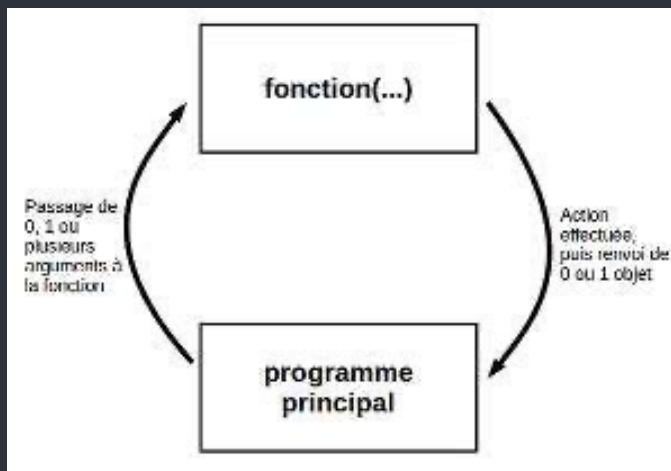 fonction(...)
Passage de
0, 1 ou
plusieurs
arguments à
la fonction
Action
effectuée,
puis renvoi de
0 ou 1 objet
programme
principal